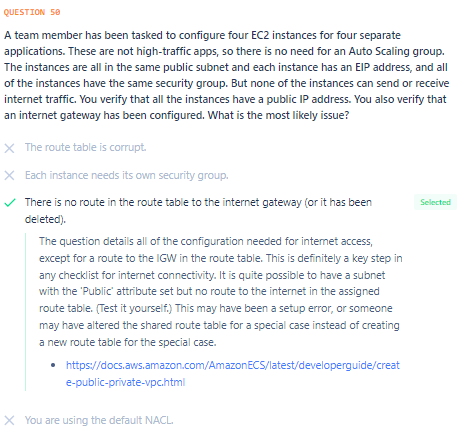 QUESTION 50
A team member has been tasked to configure four EC2 instances for four separate
applications. These are not high-traffic apps, so there is no need for an Auto Scaling group.
The instances are all in the same public subnet and each instance has an EIP address, and all
of the instances have the same security group. But none of the instances can send or receive
internet traffic. You verify that all the instances have a public IP address. You also verify that
an internet gateway has been configured. What is the most likely issue?
The route table is corrupt.
Each instance needs its own security group.
There is no route in the route table to the internet gateway (or it has been
deleted).
Selected
The question details all of the configuration needed for internet access,
except for a route to the IGW in the route table. This is definitely a key step in
any checklist for internet connectivity. It is quite possible to have a subnet
with the 'Public' attribute set but no route to the internet in the assigned
route table. (Test it yourself.) This may have been a setup error, or someone
may have altered the shared route table for a special case instead of creating
a new route table for the special case.
https://docs.aws.amazon.com/AmazonECS/latest/developerguide/creat
e-public-private-vpc.html
You are using the default NACL.